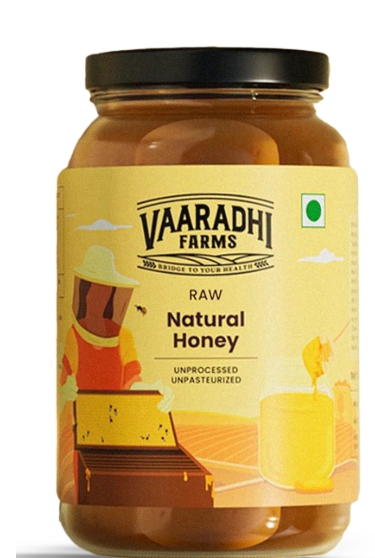 VAARADHI
FARMS
BRIDGE TO YOUR HEALTH
RAW
Natural
Honey
UNPROCESSED
UNPASTEURIZED